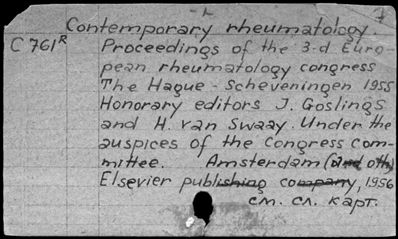 Contemporary rheumatology.
C 761ᴿ Proceedings of the 3-d Euro-
pean rheumatology congress
The Hague - Scheveningen 1955
Honorary editors J. Goslings
and H. van Swaay. Under the
auspices of the Congress com-
mittee. Amsterdam (and oth)
Elsevier publishing company, 1956
см. сл. карт.